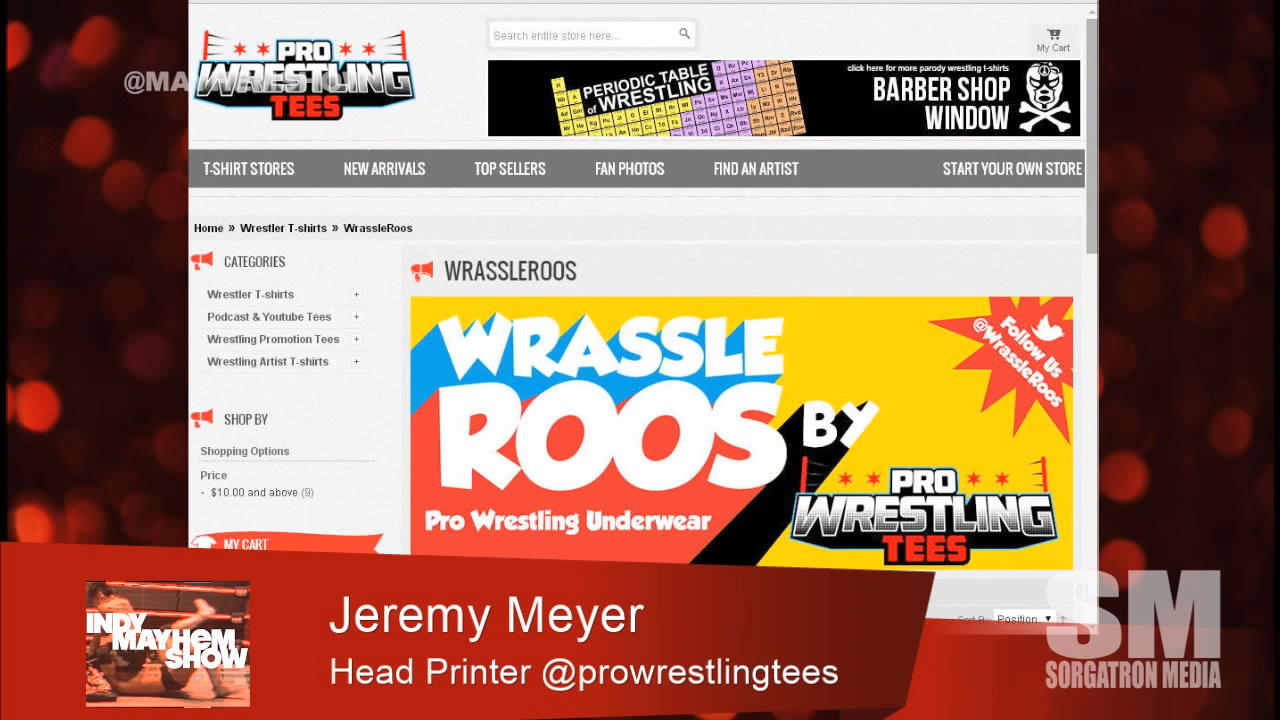 PRO
WRESTLING
TEES
Search entire store here...
My Cart
PERIODIC TABLE
of WRESTLING
click here for more parody wrestling t-shirts
BARBER SHOP
WINDOW
T-SHIRT STORES
NEW ARRIVALS
TOP SELLERS
FAN PHOTOS
FIND AN ARTIST
START YOUR OWN STORE
Home » Wrestler T-shirts » WrassleRoos
CATEGORIES
Wrestler T-shirts +
Podcast & Youtube Tees +
Wrestling Promotion Tees +
Wrestling Artist T-shirts +
SHOP BY
Shopping Options
Price
$10.00 and above (9)
MY CART
WRASSLEROOS
WRASSLE
ROOS
BY
Pro Wrestling Underwear
Follow Us
@WrassleRoos
PRO
WRESTLING
TEES
Sort By Position
INDY
MAYHEM
SHOW
Jeremy Meyer
Head Printer @prowrestlingtees
SM
SORGATRON MEDIA